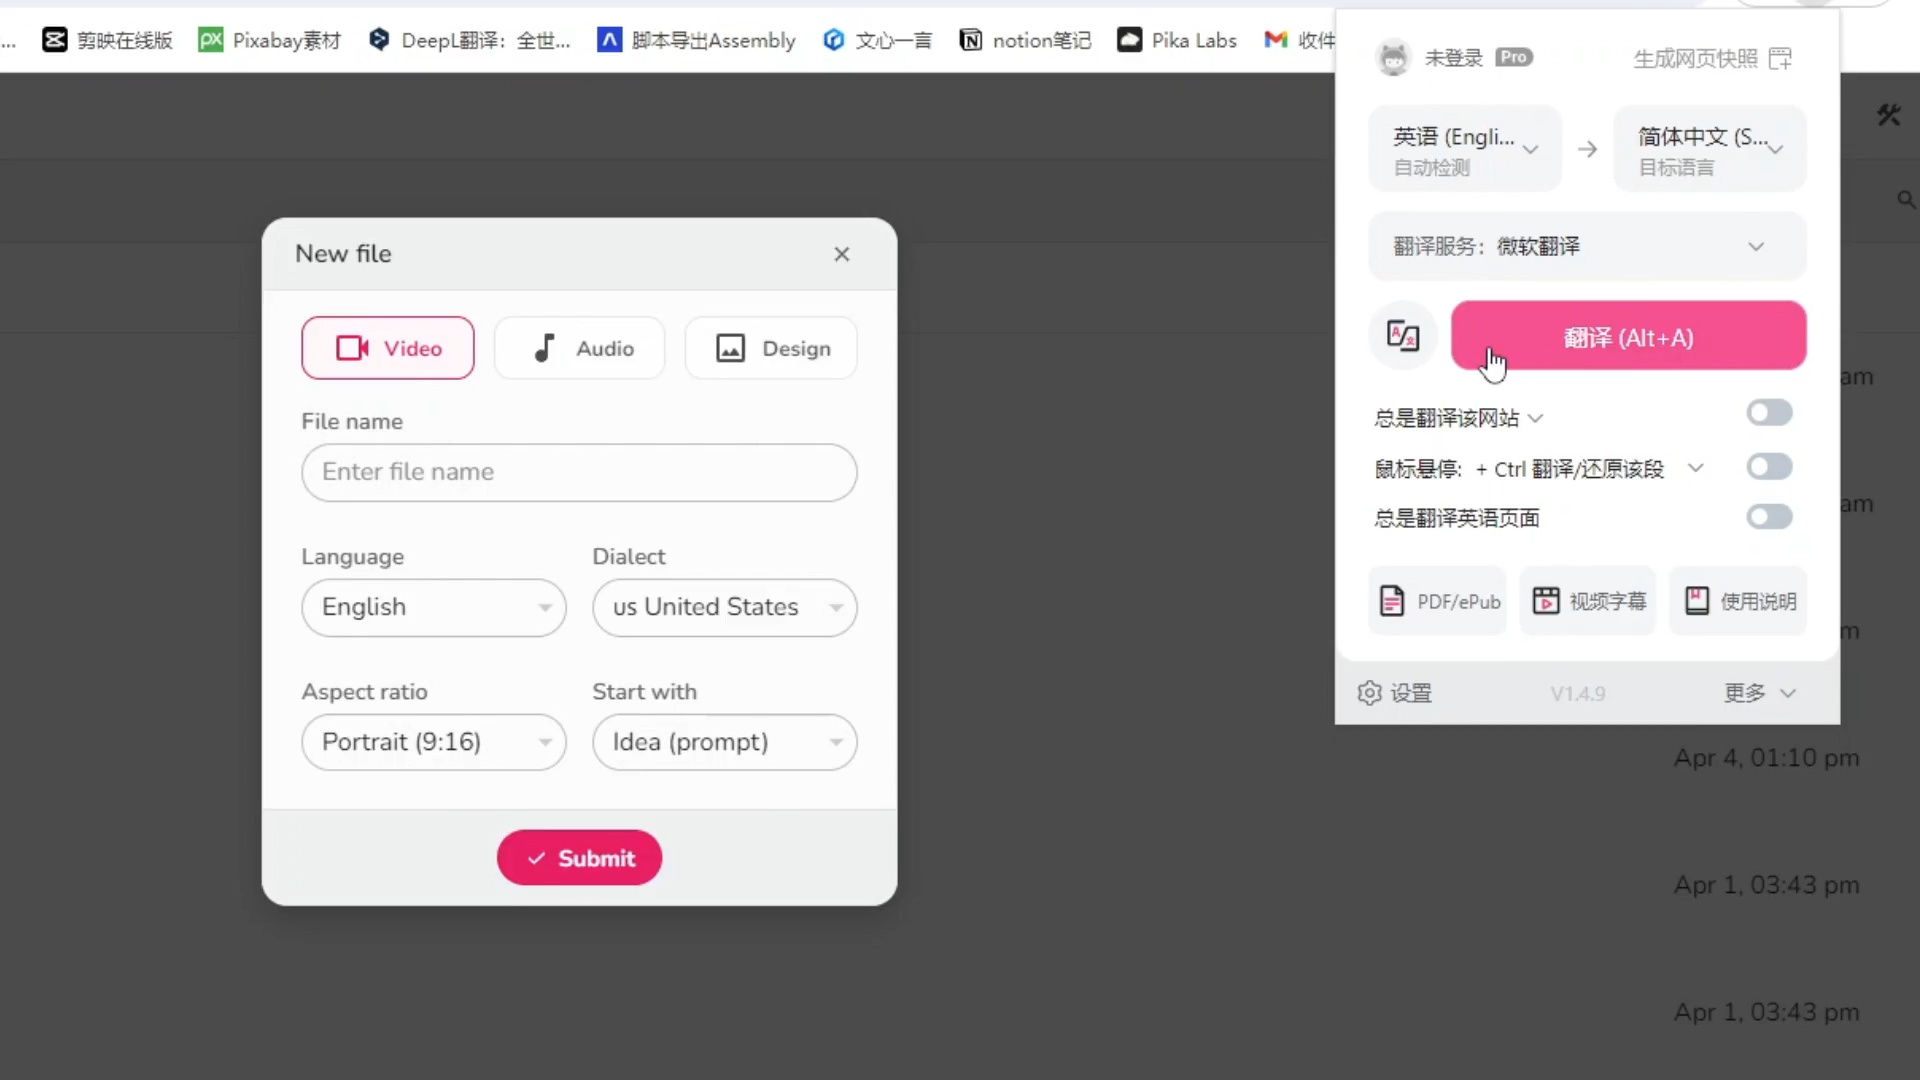 ...
剪映在线版
PX
Pixabay素材
DeepL翻译：全世...
脚本导出Assembly
文心一言
notion笔记
Pika Labs
收件
未登录 Pro
生成网页快照
英语 (Engli...
自动检测
简体中文 (S...
目标语言
翻译服务：微软翻译
翻译 (Alt+A)
总是翻译该网站
鼠标悬停: + Ctrl 翻译/还原该段
总是翻译英语页面
PDF/ePub
视频字幕
使用说明
设置
V1.4.9
更多
New file
Video
Audio
Design
File name
Enter file name
Language
Dialect
English
us United States
Aspect ratio
Start with
Portrait (9:16)
Idea (prompt)
Submit
am
am
m
Apr 4, 01:10 pm
Apr 1, 03:43 pm
Apr 1, 03:43 pm